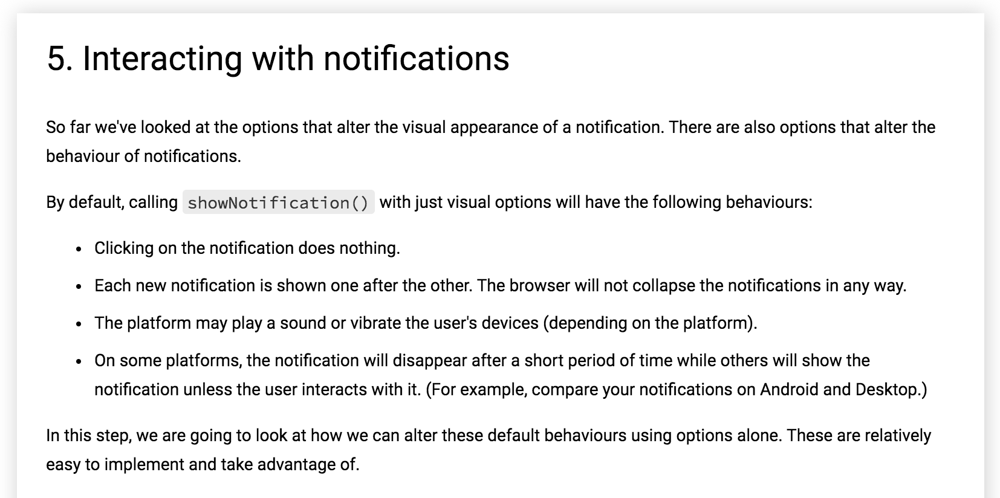 5. Interacting with notifications
So far we've looked at the options that alter the visual appearance of a notification. There are also options that alter the
behaviour of notifications.
By default, calling showNotification() with just visual options will have the following behaviours:
• Clicking on the notification does nothing.
• Each new notification is shown one after the other. The browser will not collapse the notifications in any way.
• The platform may play a sound or vibrate the user's devices (depending on the platform).
• On some platforms, the notification will disappear after a short period of time while others will show the
notification unless the user interacts with it. (For example, compare your notifications on Android and Desktop.)
In this step, we are going to look at how we can alter these default behaviours using options alone. These are relatively
easy to implement and take advantage of.